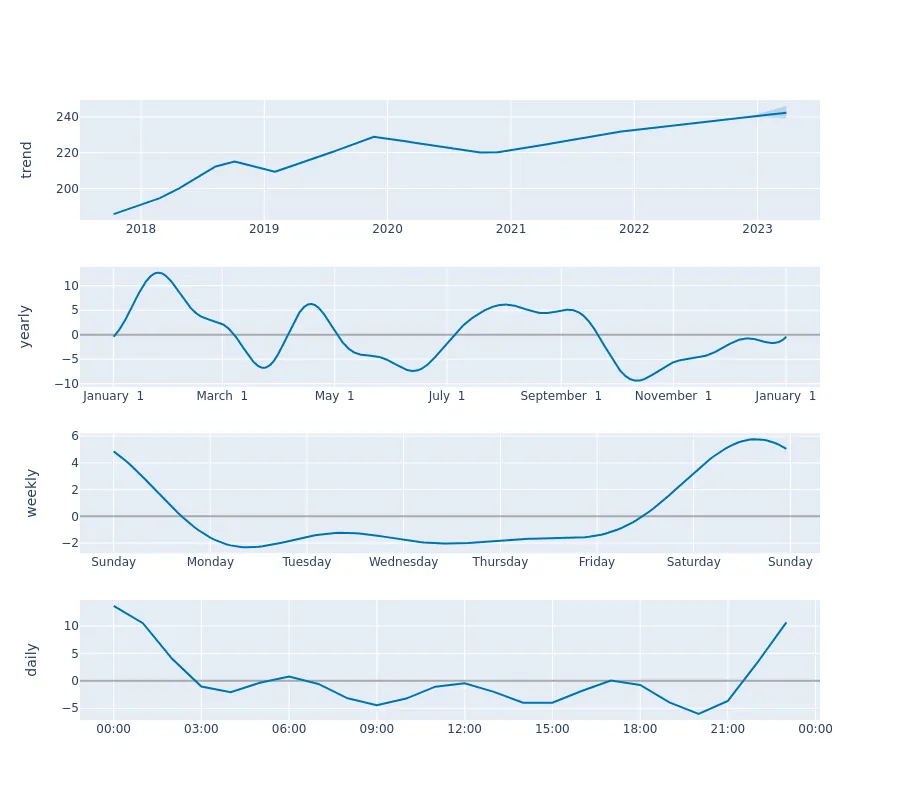 trend
240
220
200
2018 2019 2020 2021 2022 2023
yearly
10
5
0
−5
−10
January 1 March 1 May 1 July 1 September 1 November 1 January 1
weekly
6
4
2
0
−2
Sunday Monday Tuesday Wednesday Thursday Friday Saturday Sunday
daily
10
5
0
−5
00:00 03:00 06:00 09:00 12:00 15:00 18:00 21:00 00:00